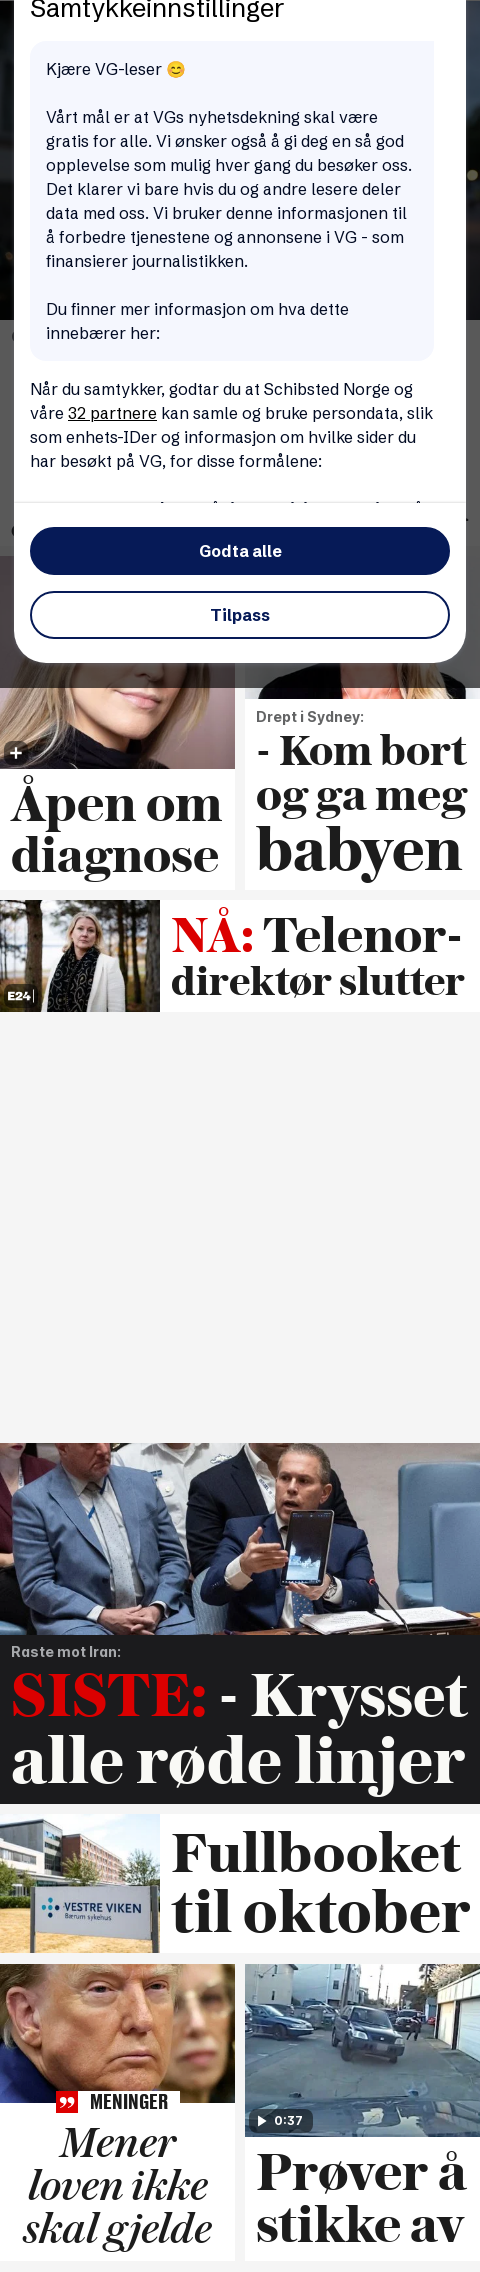 Samtykkeinnstillinger
Kjære VG-leser 😊
Vårt mål er at VGs nyhetsdekning skal være
gratis for alle. Vi ønsker også å gi deg en så god
opplevelse som mulig hver gang du besøker oss.
Det klarer vi bare hvis du og andre lesere deler
data med oss. Vi bruker denne informasjonen til
å forbedre tjenestene og annonsene i VG - som
finansierer journalistikken.
Du finner mer informasjon om hva dette
innebærer her:
Når du samtykker, godtar du at Schibsted Norge og
våre 32 partnere kan samle og bruke persondata, slik
som enhets-IDer og informasjon om hvilke sider du
har besøkt på VG, for disse formålene:
Godta alle
Tilpass
Åpen om
diagnose
Drept i Sydney:
- Kom bort
og ga meg
babyen
E24
NÅ: Telenor-
direktør slutter
Raste mot Iran:
SISTE: - Krysset
alle røde linjer
VESTRE VIKEN
Bærum sykehus
Fullbooket
til oktober
MENINGER
Mener
loven ikke
skal gjelde
0:37
Prøver å
stikke av